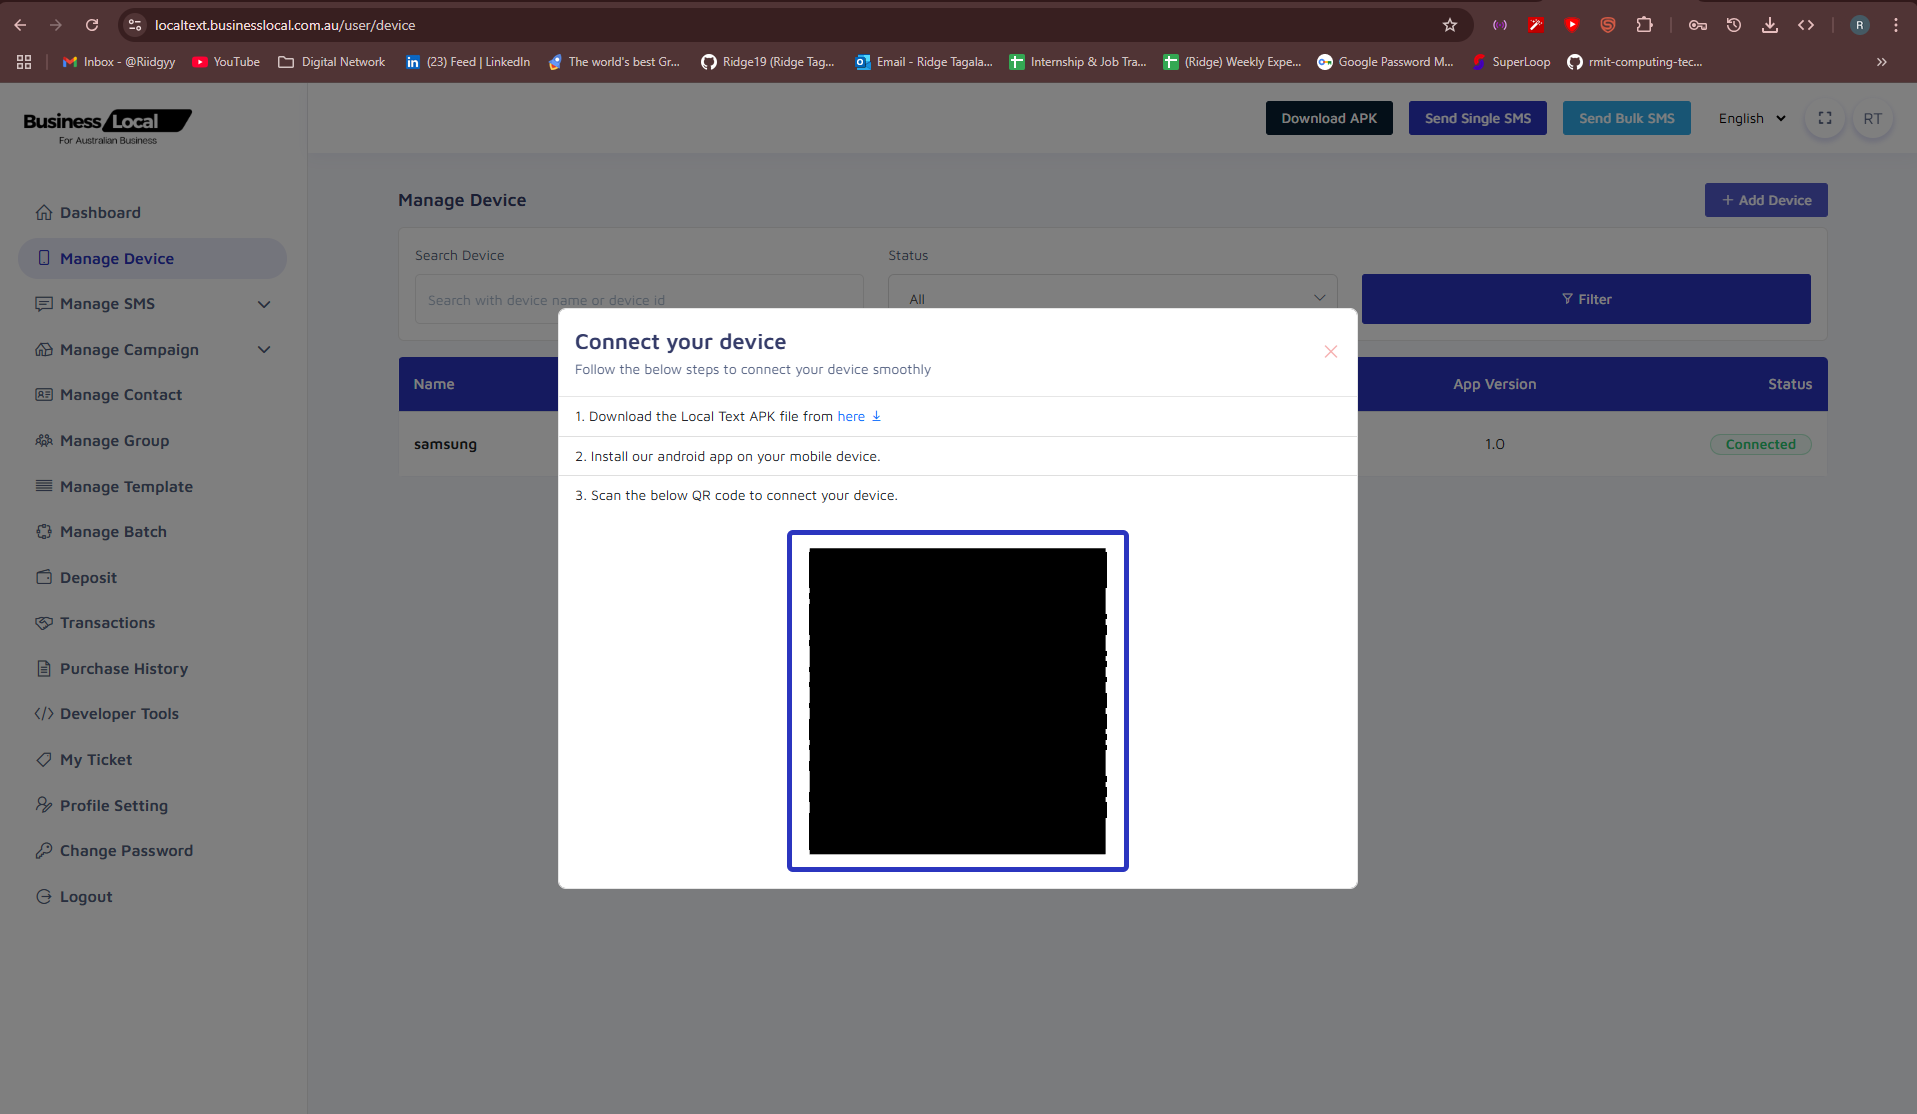 localtext.businesslocal.com.au/user/device
R
Inbox - @Riidgyy
YouTube
Digital Network
(23) Feed | LinkedIn
The world's best Gr...
Ridge19 (Ridge Tag...
Email - Ridge Tagala...
Internship & Job Tra...
(Ridge) Weekly Expe...
Google Password M...
SuperLoop
rmit-computing-tec...
Business Local
For Australian Business
Download APK
Send Single SMS
Send Bulk SMS
English
RT
Dashboard
Manage Device
Manage SMS
Manage Campaign
Manage Contact
Manage Group
Manage Template
Manage Batch
Deposit
Transactions
Purchase History
Developer Tools
My Ticket
Profile Setting
Change Password
Logout
Manage Device
+ Add Device
Search Device
Status
Search with device name or device id
All
Filter
Name
App Version
Status
samsung
1.0
Connected
Connect your device
Follow the below steps to connect your device smoothly
1. Download the Local Text APK file from here
2. Install our android app on your mobile device.
3. Scan the below QR code to connect your device.